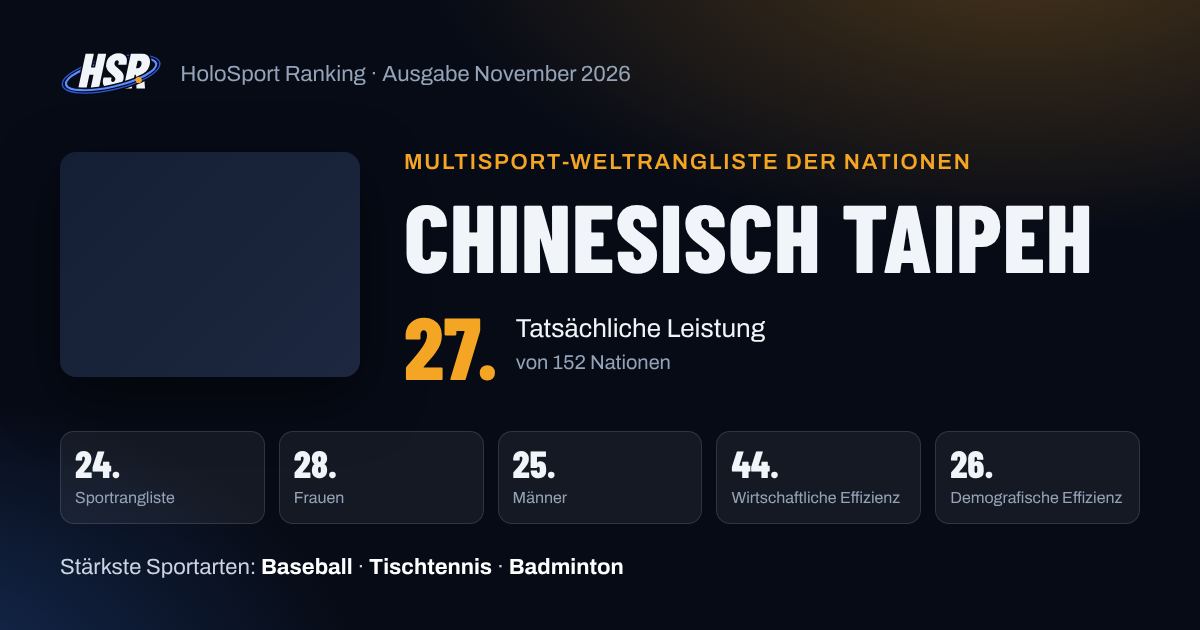 HSR
HoloSport Ranking · Ausgabe November 2026
MULTISPORT-WELTRANGLISTE DER NATIONEN
CHINESISCH TAIPEH
27.
Tatsächliche Leistung
von 152 Nationen
24.
Sportrangliste
28.
Frauen
25.
Männer
44.
Wirtschaftliche Effizienz
26.
Demografische Effizienz
Stärkste Sportarten: Baseball · Tischtennis · Badminton